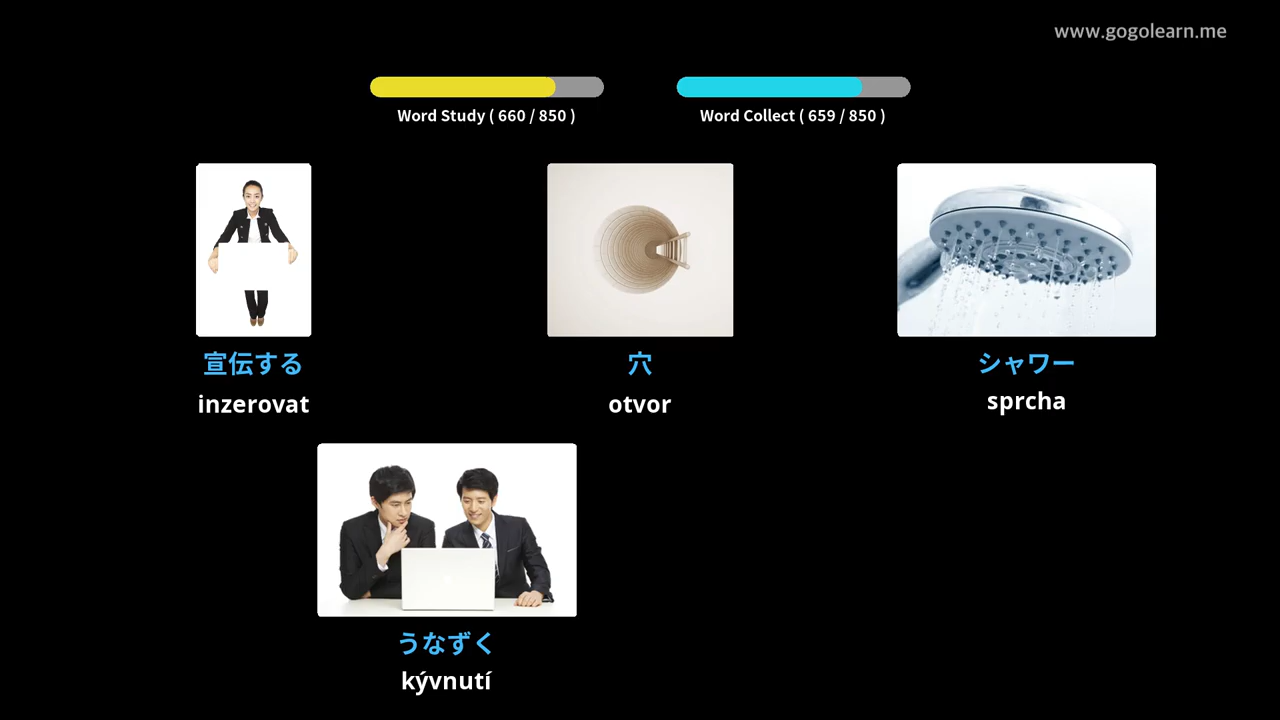 www.gogolearn.me
Word Study ( 660 / 850 )
Word Collect ( 659 / 850 )
宣伝する
inzerovat
穴
otvor
シャワー
sprcha
うなずく
kývnutí